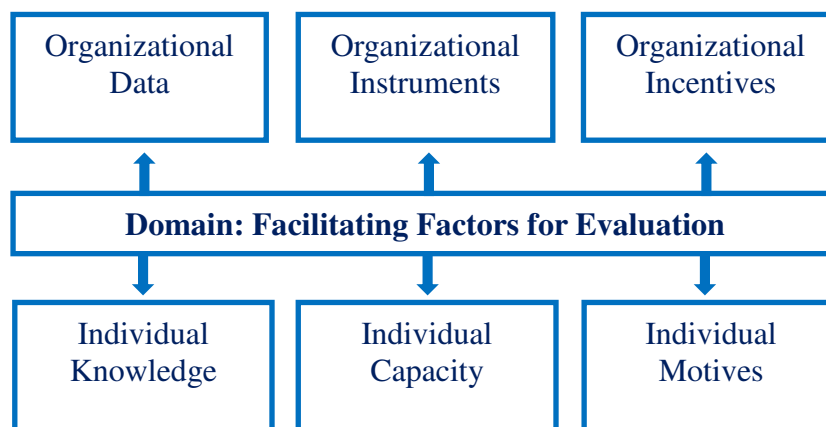 Organizational
Data
Organizational
Instruments
Organizational
Incentives
Domain: Facilitating Factors for Evaluation
Individual
Knowledge
Individual
Capacity
Individual
Motives